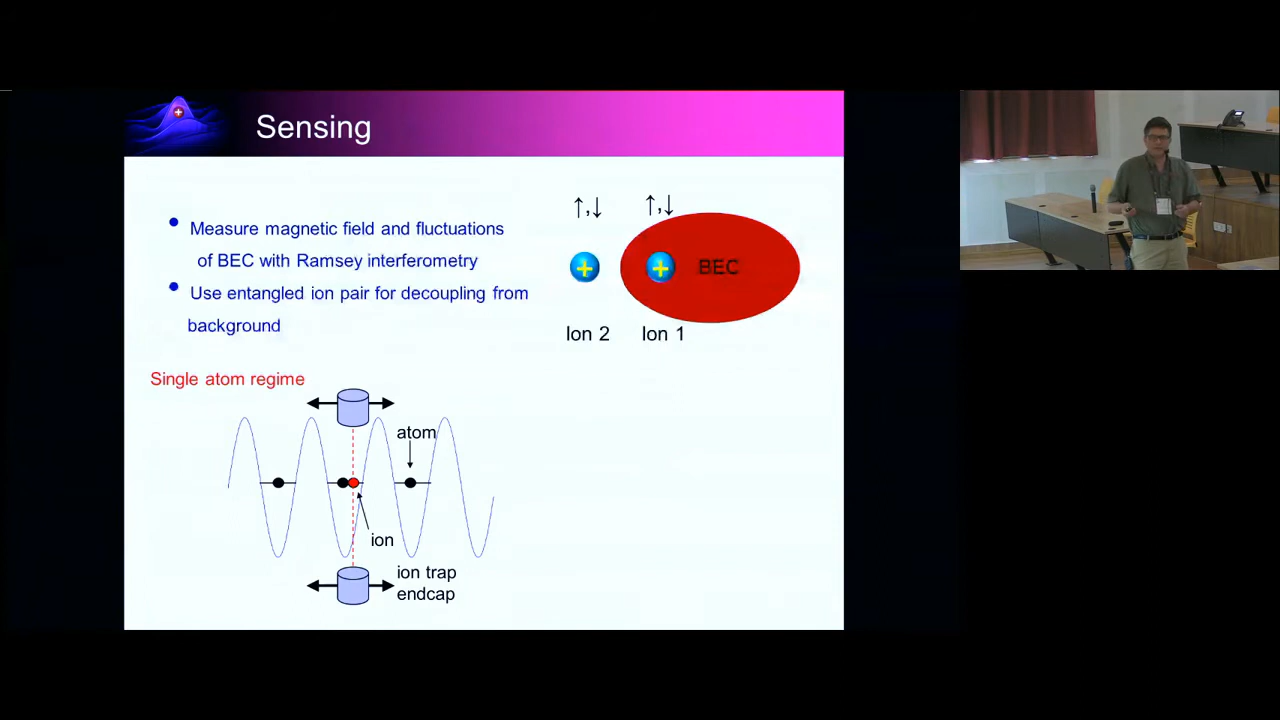 Sensing
• Measure magnetic field and fluctuations
of BEC with Ramsey interferometry
• Use entangled ion pair for decoupling from
background
↑,↓ ↑,↓
BEC
Ion 2 Ion 1
Single atom regime
atom
ion
ion trap
endcap